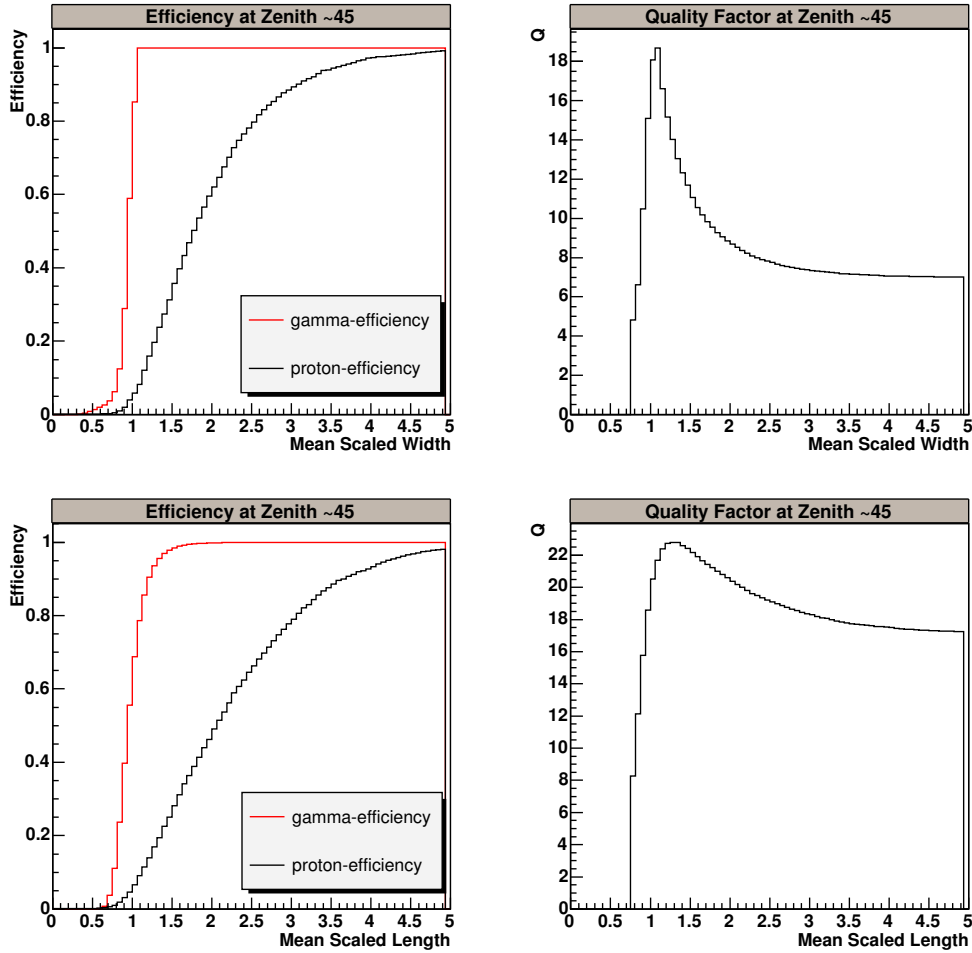 Efficiency at Zenith ~45
Efficiency
1
0.8
0.6
0.4
0.2
0
gamma-efficiency
proton-efficiency
0 0.5 1 1.5 2 2.5 3 3.5 4 4.5 5
Mean Scaled Width
Quality Factor at Zenith ~45
Q
18
16
14
12
10
8
6
4
2
0
0 0.5 1 1.5 2 2.5 3 3.5 4 4.5 5
Mean Scaled Width
Efficiency at Zenith ~45
Efficiency
1
0.8
0.6
0.4
0.2
0
gamma-efficiency
proton-efficiency
0 0.5 1 1.5 2 2.5 3 3.5 4 4.5 5
Mean Scaled Length
Quality Factor at Zenith ~45
Q
22
20
18
16
14
12
10
8
6
4
2
0
0 0.5 1 1.5 2 2.5 3 3.5 4 4.5 5
Mean Scaled Length